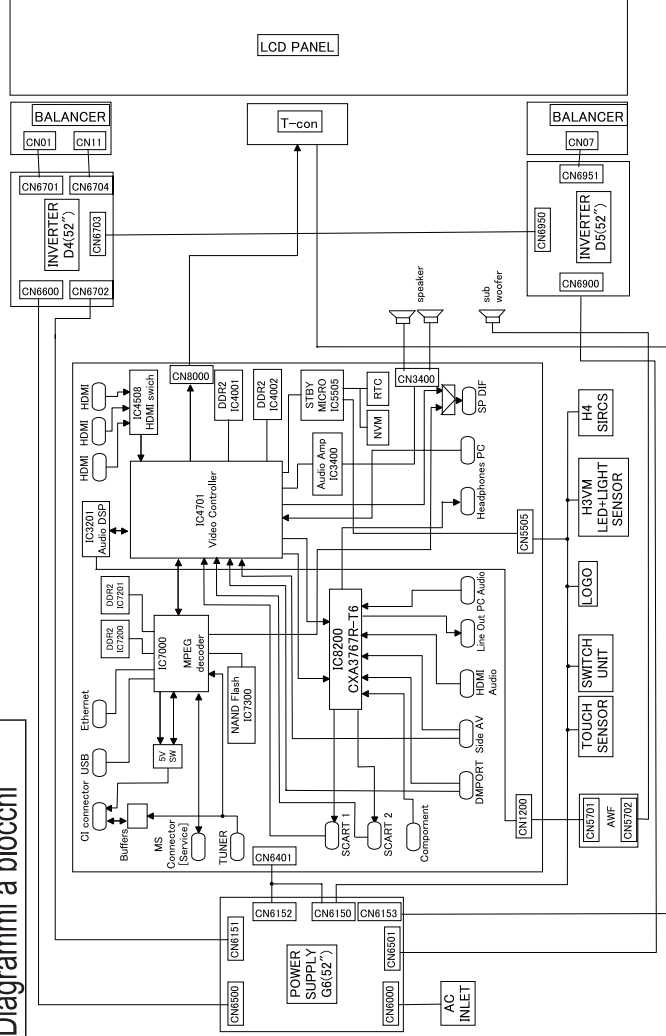 Diagrammi a blocchi
LCD PANEL
BALANCER
CN01
CN11
T-con
BALANCER
CN07
CN6701
CN6704
INVERTER
D4(52″)
CN6703
CN6600
CN6702
CN6951
CN6950
INVERTER
D5(52″)
CN6900
speaker
sub
woofer
HDMI
HDMI
HDMI
IC4508
HDMI swich
CN8000
DDR2
IC4001
DDR2
IC4002
STBY
MICRO
IC5505
RTC
NVM
CN3400
SP DIF
Audio Amp
IC3400
PC
Headphones
IC3201
Audio DSP
IC4701
Video Controller
CN5505
H4
SIRCS
H3VM
LED+LIGHT
SENSOR
LOGO
SWITCH
UNIT
TOUCH
SENSOR
DDR2
IC7201
DDR2
IC7200
IC7000
MPEG
decoder
NAND Flash
IC7300
Ethernet
USB
CI connector
5V
SW
Buffers
MS
Connector
[Service]
TUNER
IC8200
CXA3767R-T6
PC Audio
Line Out
HDMI
Audio
Side AV
DMPORT
Comporment
SCART 1
SCART 2
CN1200
CN5701
AWF
CN5702
CN6401
CN6152
CN6150
CN6153
CN6151
CN6501
CN6500
POWER
SUPPLY
G6(52″)
CN6000
AC
INLET